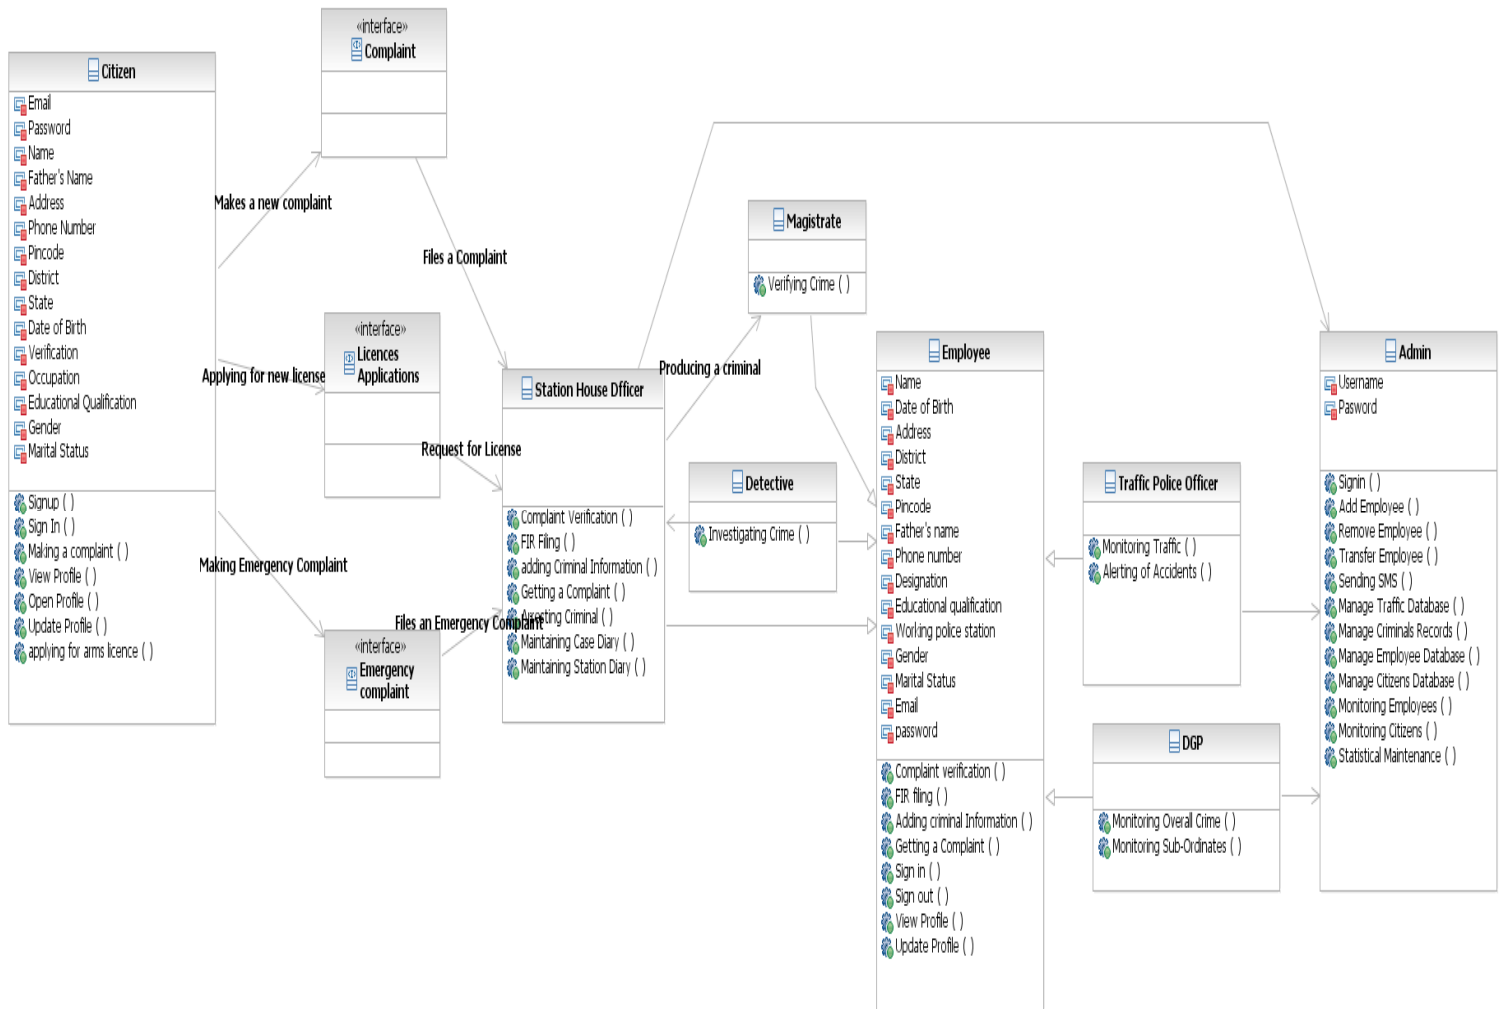 «interface»
Complaint
Citizen
Email
Password
Name
Father's Name
Address
Phone Number
Pincode
District
State
Date of Birth
Verification
Occupation
Educational Qualification
Gender
Marital Status
Signup ( )
Sign In ( )
Making a complaint ( )
View Profile ( )
Open Profile ( )
Update Profile ( )
applying for arms licence ( )
Makes a new complaint
Applying for new license
Making Emergency Complaint
«interface»
Licences
Applications
«interface»
Emergency
complaint
Files a Complaint
Request for License
Files an Emergency Complaint
Station House Dfficer
Complaint Verification ( )
FIR Filing ( )
adding Criminal Information ( )
Getting a Complaint ( )
Arresting Criminal ( )
Maintaining Case Diary ( )
Maintaining Station Diary ( )
Producing a criminal
Magistrate
Verifying Crime ( )
Detective
Investigating Crime ( )
Employee
Name
Date of Birth
Address
District
State
Pincode
Father's name
Phone number
Designation
Educational qualification
Working police station
Gender
Marital Status
Email
password
Complaint verification ( )
FIR filing ( )
Adding criminal Information ( )
Getting a Complaint ( )
Sign in ( )
Sign out ( )
View Profile ( )
Update Profile ( )
Traffic Police Officer
Monitoring Traffic ( )
Alerting of Accidents ( )
DGP
Monitoring Overall Crime ( )
Monitoring Sub-Ordinates ( )
Admin
Username
Pasword
Signin ( )
Add Employee ( )
Remove Employee ( )
Transfer Employee ( )
Sending SMS ( )
Manage Traffic Database ( )
Manage Criminals Records ( )
Manage Employee Database ( )
Manage Citizens Database ( )
Monitoring Employees ( )
Monitoring Citizens ( )
Statistical Maintenance ( )